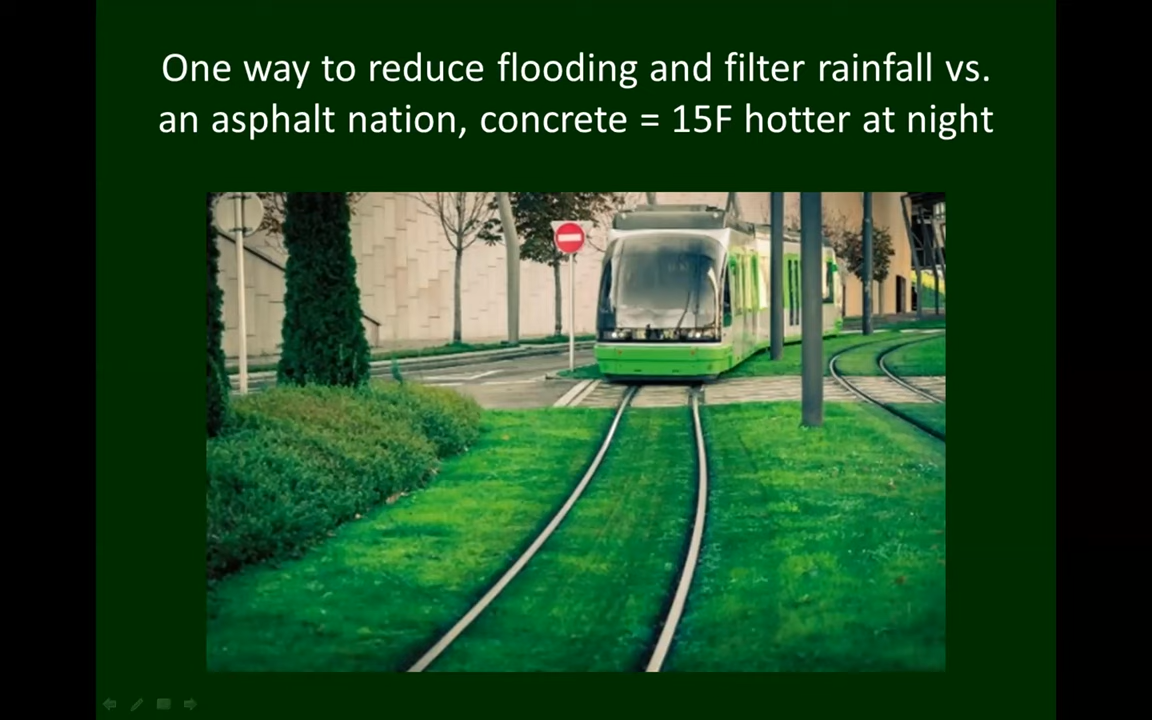 One way to reduce flooding and filter rainfall vs.
an asphalt nation, concrete = 15F hotter at night